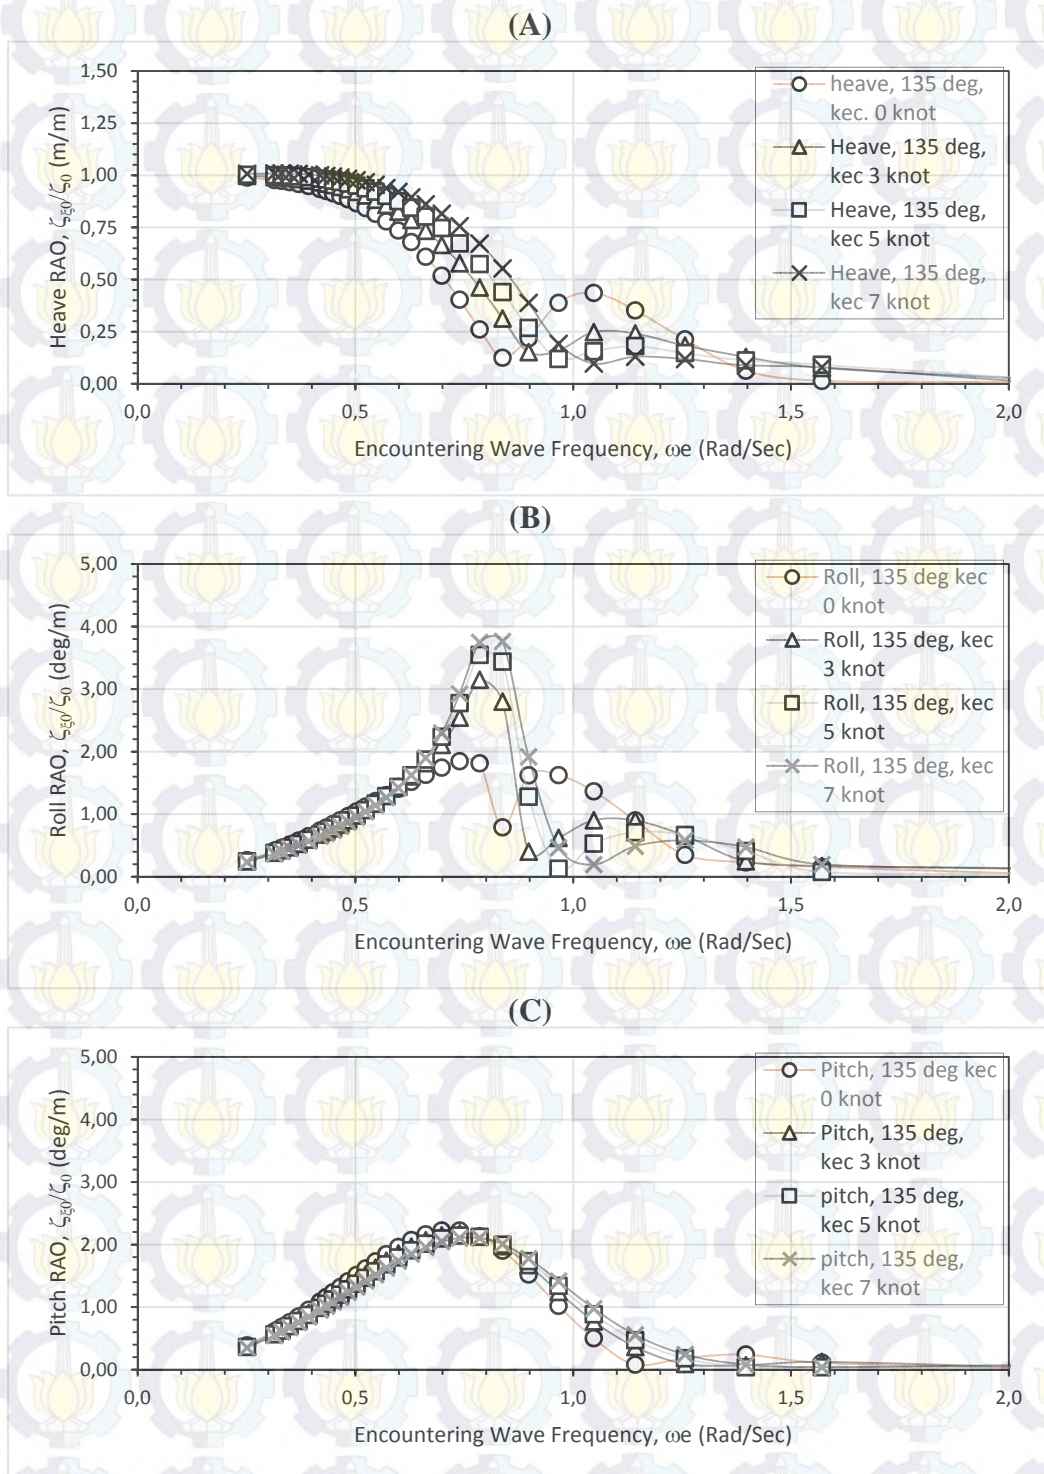 (A)
1,50
1,25
1,00
0,75
0,50
0,25
0,00
Heave RAO, ζξ0/ζ0 (m/m)
heave, 135 deg,
kec. 0 knot
Heave, 135 deg,
kec 3 knot
Heave, 135 deg,
kec 5 knot
Heave, 135 deg,
kec 7 knot
0,0 0,5 1,0 1,5 2,0
Encountering Wave Frequency, ωe (Rad/Sec)
(B)
5,00
4,00
3,00
2,00
1,00
0,00
Roll RAO, ζξ0/ζ0 (deg/m)
Roll, 135 deg kec
0 knot
Roll, 135 deg, kec
3 knot
Roll, 135 deg, kec
5 knot
Roll, 135 deg, kec
7 knot
0,0 0,5 1,0 1,5 2,0
Encountering Wave Frequency, ωe (Rad/Sec)
(C)
5,00
4,00
3,00
2,00
1,00
0,00
Pitch RAO, ζξ0/ζ0 (deg/m)
Pitch, 135 deg kec
0 knot
Pitch, 135 deg,
kec 3 knot
pitch, 135 deg,
kec 5 knot
pitch, 135 deg,
kec 7 knot
0,0 0,5 1,0 1,5 2,0
Encountering Wave Frequency, ωe (Rad/Sec)